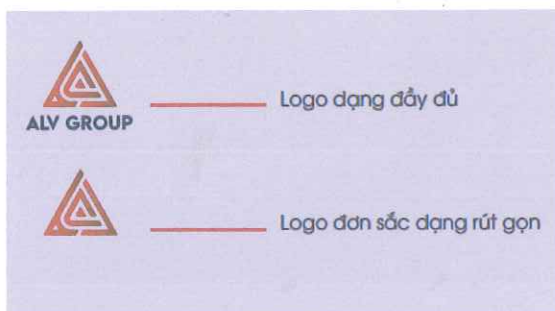 Logo dạng đầy đủ
ALV GROUP
Logo đơn sắc dạng rút gọn